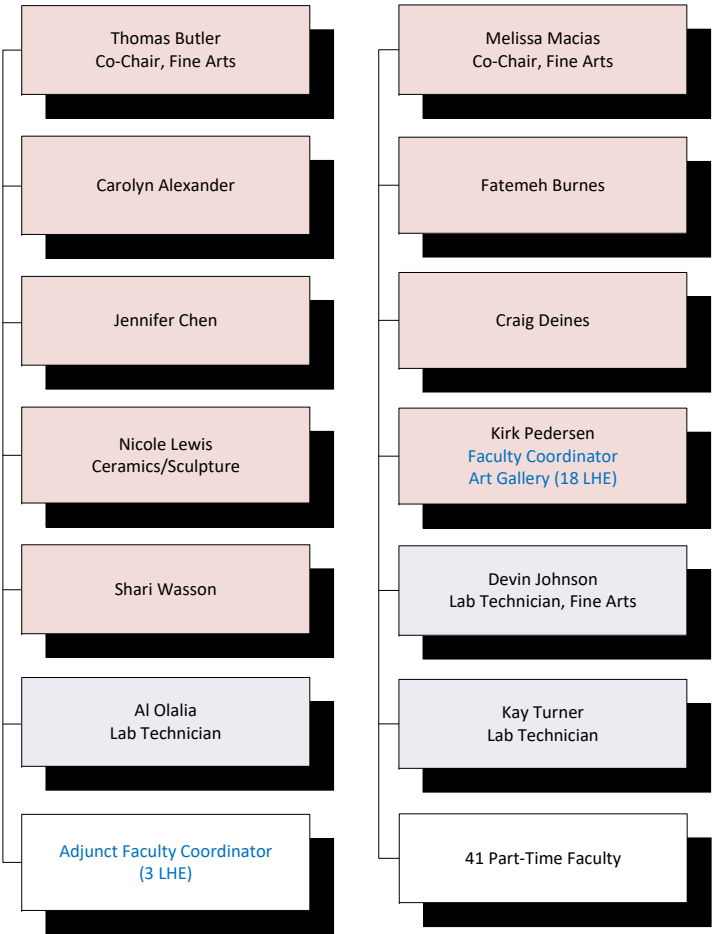 Thomas Butler
Co-Chair, Fine Arts
Melissa Macias
Co-Chair, Fine Arts
Carolyn Alexander
Fatemeh Burnes
Jennifer Chen
Craig Deines
Nicole Lewis
Ceramics/Sculpture
Kirk Pedersen
Faculty Coordinator
Art Gallery (18 LHE)
Shari Wasson
Devin Johnson
Lab Technician, Fine Arts
Al Olalia
Lab Technician
Kay Turner
Lab Technician
Adjunct Faculty Coordinator
(3 LHE)
41 Part-Time Faculty